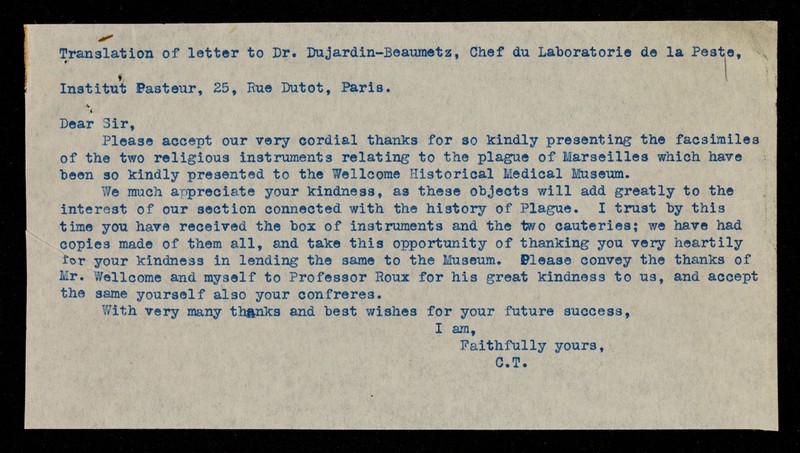 Translation of letter to Dr. Dujardin-Beaumetz, Chef du Laboratorie de la Peste,
Institut Pasteur, 25, Rue Dutot, Paris.
Dear Sir,
Please accept our very cordial thanks for so kindly presenting the facsimiles
of the two religious instruments relating to the plague of Marseilles which have
been so kindly presented to the Wellcome Historical Medical Museum.
We much appreciate your kindness, as these objects will add greatly to the
interest of our section connected with the history of Plague. I trust by this
time you have received the box of instruments and the two cauteries; we have had
copies made of them all, and take this opportunity of thanking you very heartily
for your kindness in lending the same to the Museum. Please convey the thanks of
Mr. Wellcome and myself to Professor Roux for his great kindness to us, and accept
the same yourself also your confreres.
With very many thanks and best wishes for your future success,
I am,
Faithfully yours,
C.T.